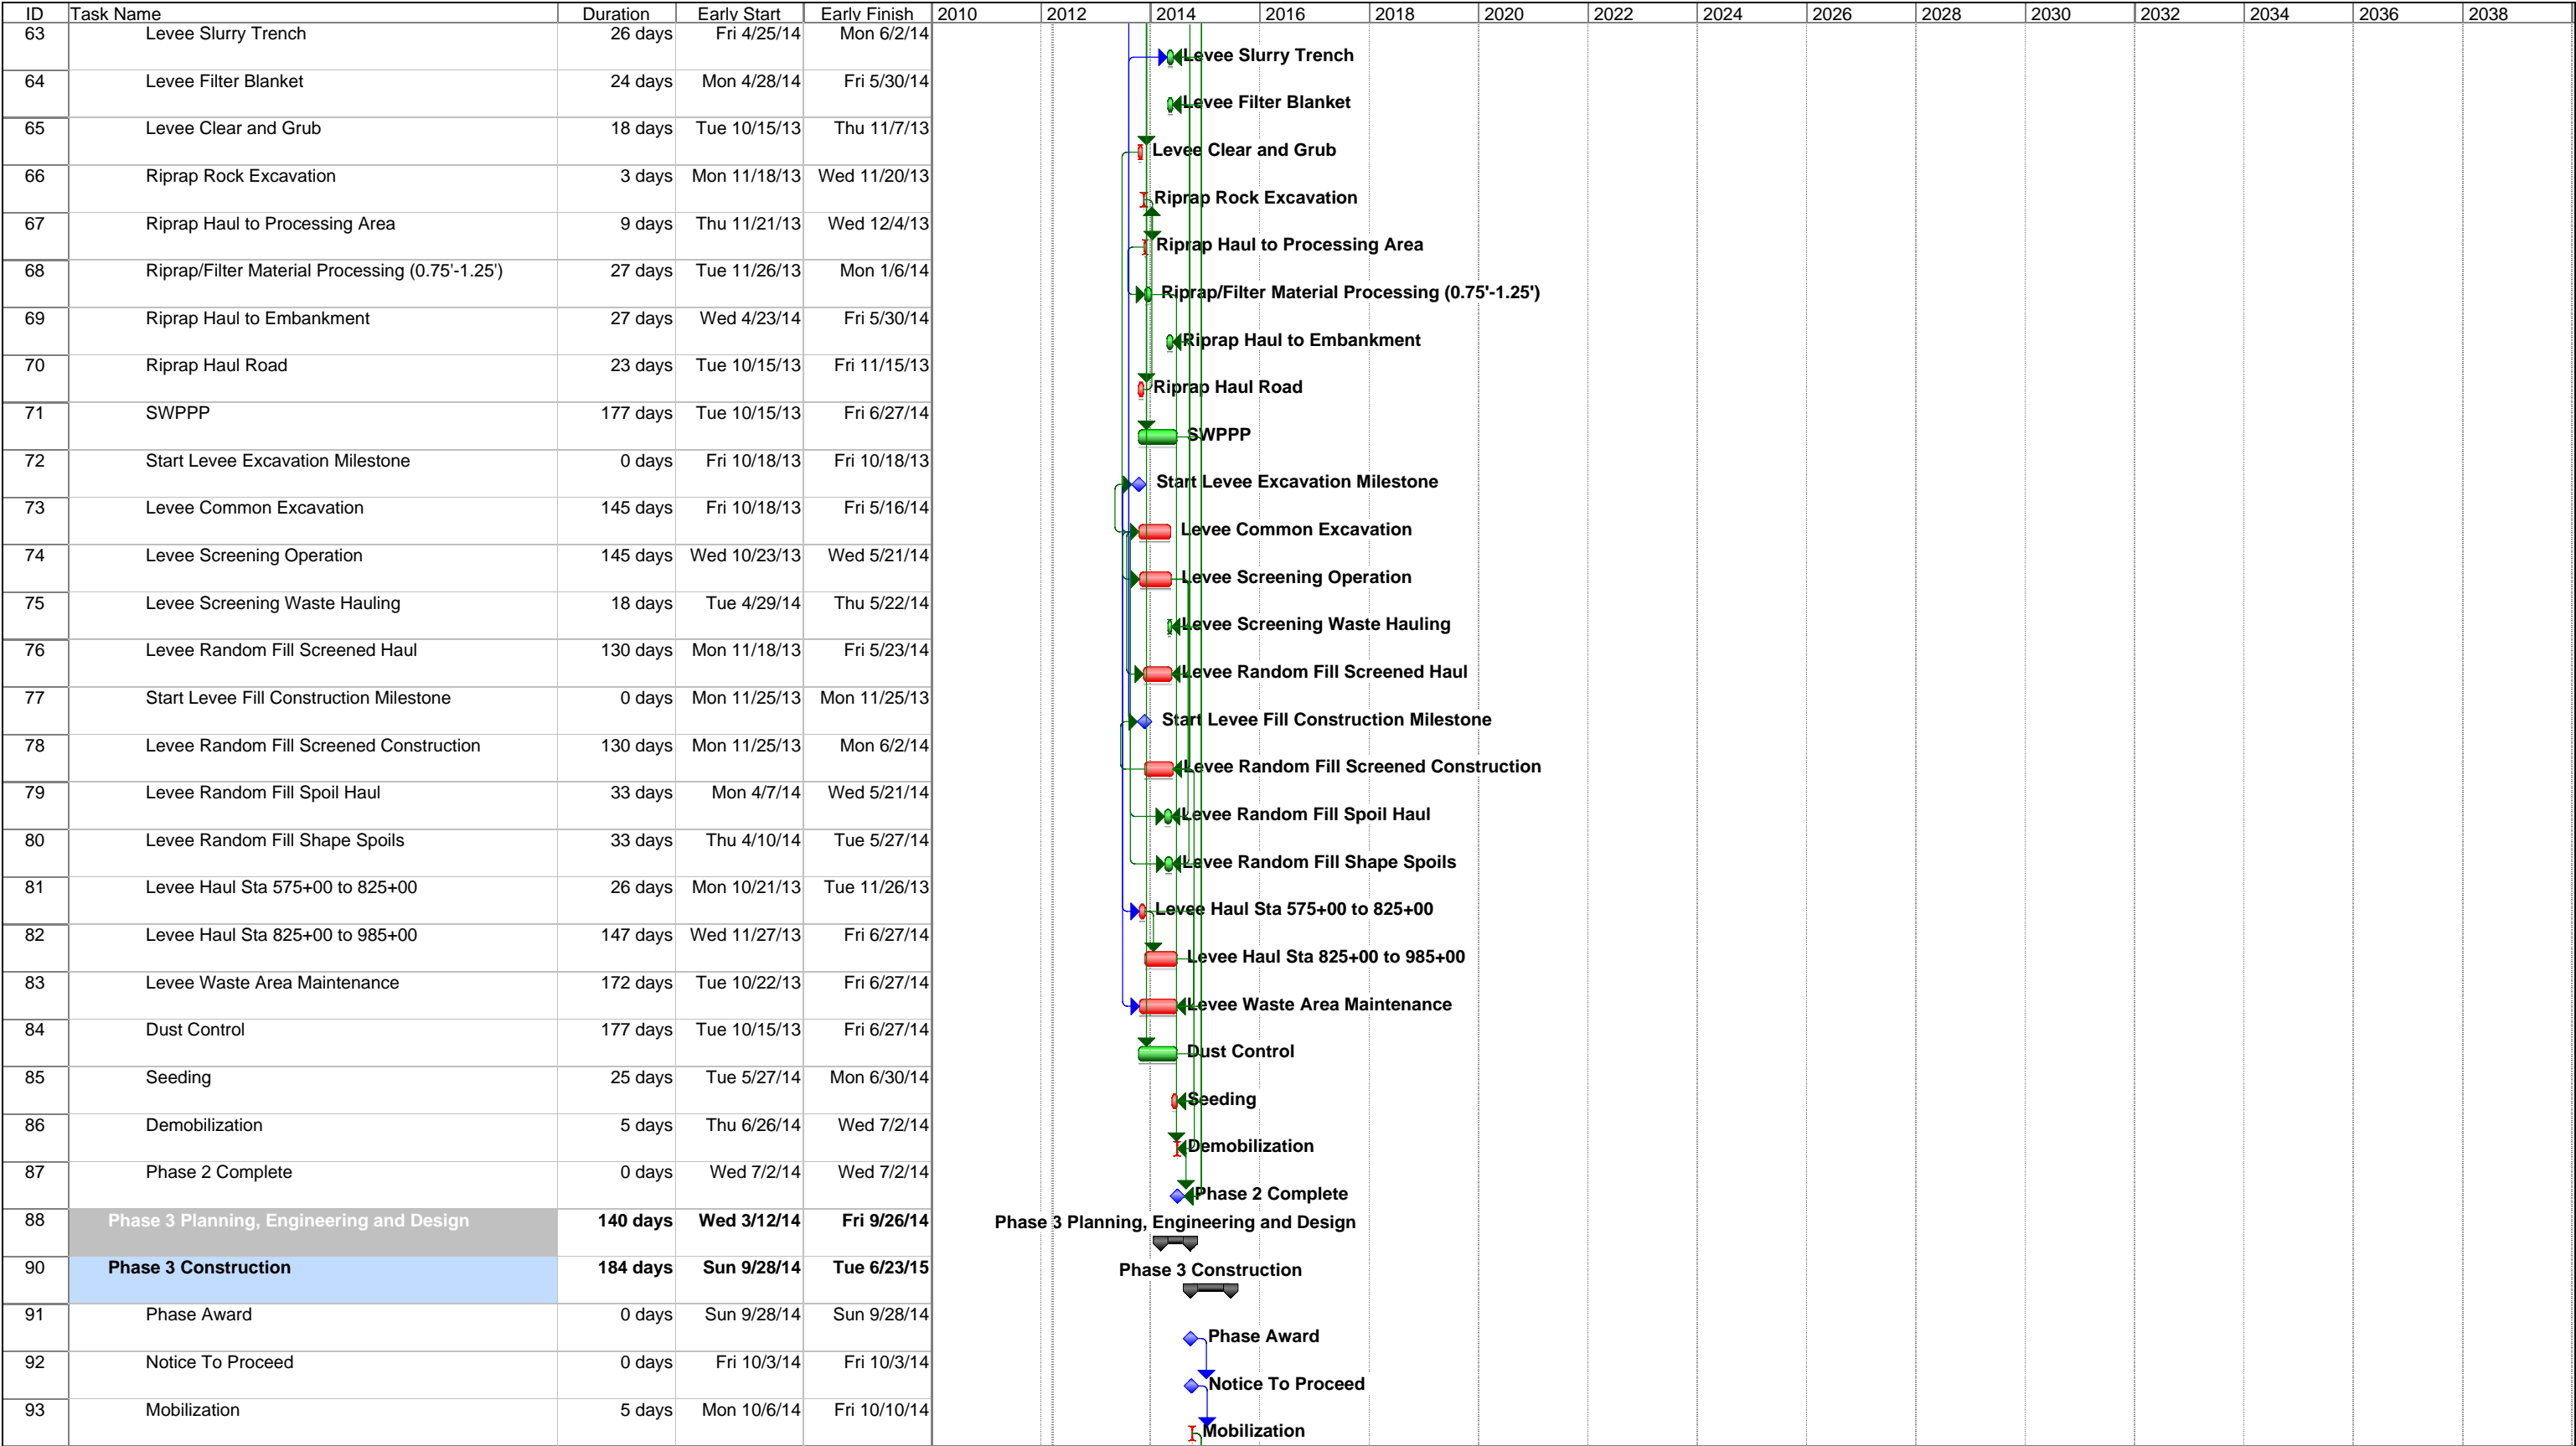 ID Task Name Duration Early Start Early Finish 2010 2012 2014 2016 2018 2020 2022 2024 2026 2028 2030 2032 2034 2036 2038
63 Levee Slurry Trench 26 days Fri 4/25/14 Mon 6/2/14
Levee Slurry Trench
64 Levee Filter Blanket 24 days Mon 4/28/14 Fri 5/30/14
Levee Filter Blanket
65 Levee Clear and Grub 18 days Tue 10/15/13 Thu 11/7/13
Levee Clear and Grub
66 Riprap Rock Excavation 3 days Mon 11/18/13 Wed 11/20/13
Riprap Rock Excavation
67 Riprap Haul to Processing Area 9 days Thu 11/21/13 Wed 12/4/13
Riprap Haul to Processing Area
68 Riprap/Filter Material Processing (0.75'-1.25') 27 days Tue 11/26/13 Mon 1/6/14
Riprap/Filter Material Processing (0.75'-1.25')
69 Riprap Haul to Embankment 27 days Wed 4/23/14 Fri 5/30/14
Riprap Haul to Embankment
70 Riprap Haul Road 23 days Tue 10/15/13 Fri 11/15/13
Riprap Haul Road
71 SWPPP 177 days Tue 10/15/13 Fri 6/27/14
SWPPP
72 Start Levee Excavation Milestone 0 days Fri 10/18/13 Fri 10/18/13
Start Levee Excavation Milestone
73 Levee Common Excavation 145 days Fri 10/18/13 Fri 5/16/14
Levee Common Excavation
74 Levee Screening Operation 145 days Wed 10/23/13 Wed 5/21/14
Levee Screening Operation
75 Levee Screening Waste Hauling 18 days Tue 4/29/14 Thu 5/22/14
Levee Screening Waste Hauling
76 Levee Random Fill Screened Haul 130 days Mon 11/18/13 Fri 5/23/14
Levee Random Fill Screened Haul
77 Start Levee Fill Construction Milestone 0 days Mon 11/25/13 Mon 11/25/13
Start Levee Fill Construction Milestone
78 Levee Random Fill Screened Construction 130 days Mon 11/25/13 Mon 6/2/14
Levee Random Fill Screened Construction
79 Levee Random Fill Spoil Haul 33 days Mon 4/7/14 Wed 5/21/14
Levee Random Fill Spoil Haul
80 Levee Random Fill Shape Spoils 33 days Thu 4/10/14 Tue 5/27/14
Levee Random Fill Shape Spoils
81 Levee Haul Sta 575+00 to 825+00 26 days Mon 10/21/13 Tue 11/26/13
Levee Haul Sta 575+00 to 825+00
82 Levee Haul Sta 825+00 to 985+00 147 days Wed 11/27/13 Fri 6/27/14
Levee Haul Sta 825+00 to 985+00
83 Levee Waste Area Maintenance 172 days Tue 10/22/13 Fri 6/27/14
Levee Waste Area Maintenance
84 Dust Control 177 days Tue 10/15/13 Fri 6/27/14
Dust Control
85 Seeding 25 days Tue 5/27/14 Mon 6/30/14
Seeding
86 Demobilization 5 days Thu 6/26/14 Wed 7/2/14
Demobilization
87 Phase 2 Complete 0 days Wed 7/2/14 Wed 7/2/14
Phase 2 Complete
88 Phase 3 Planning, Engineering and Design 140 days Wed 3/12/14 Fri 9/26/14
Phase 3 Planning, Engineering and Design
90 Phase 3 Construction 184 days Sun 9/28/14 Tue 6/23/15
Phase 3 Construction
91 Phase Award 0 days Sun 9/28/14 Sun 9/28/14
Phase Award
92 Notice To Proceed 0 days Fri 10/3/14 Fri 10/3/14
Notice To Proceed
93 Mobilization 5 days Mon 10/6/14 Fri 10/10/14
Mobilization